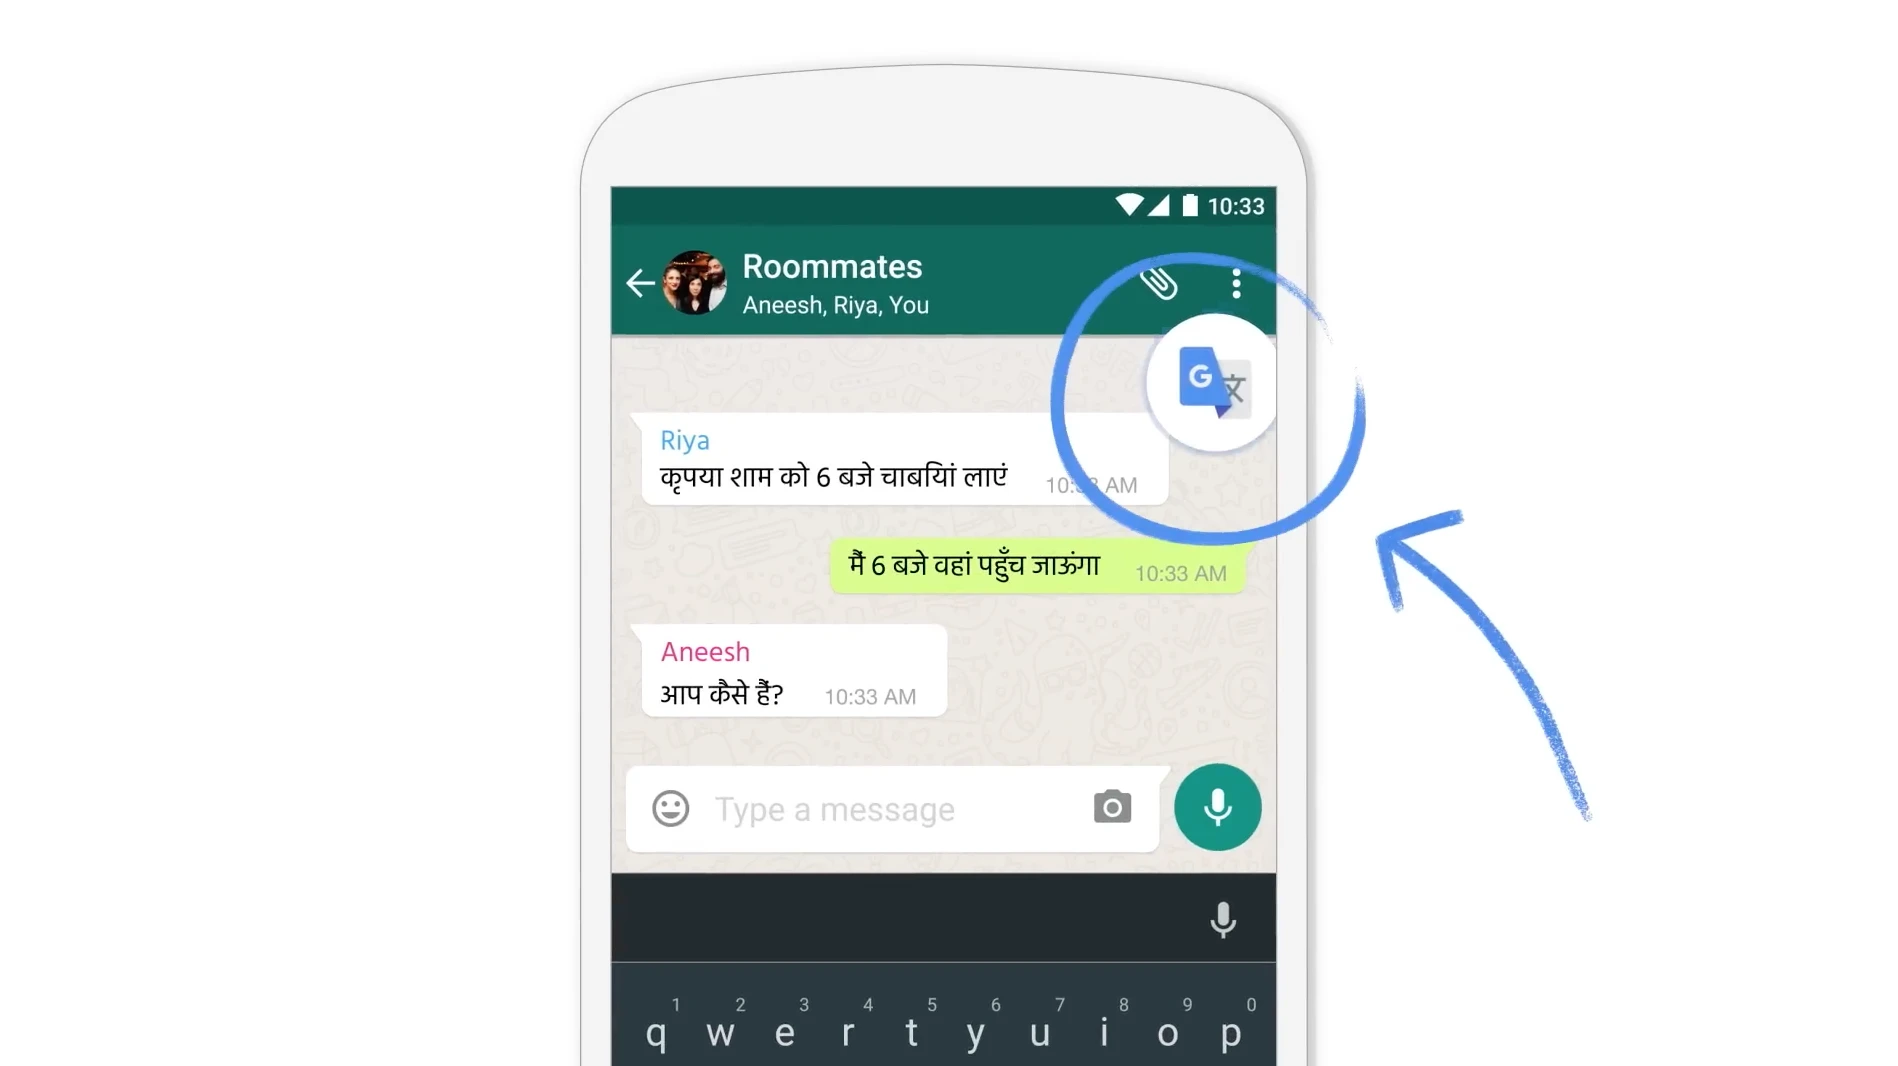 10:33
Roommates
Aneesh, Riya, You
G 文
Riya
कृपया शाम को 6 बजे चाबियां लाएं 10:33 AM
मैं 6 बजे वहां पहुँच जाऊंगा 10:33 AM
Aneesh
आप कैसे हैं? 10:33 AM
Type a message
1 2 3 4 5 6 7 8 9 0
q w e r t y u i o p